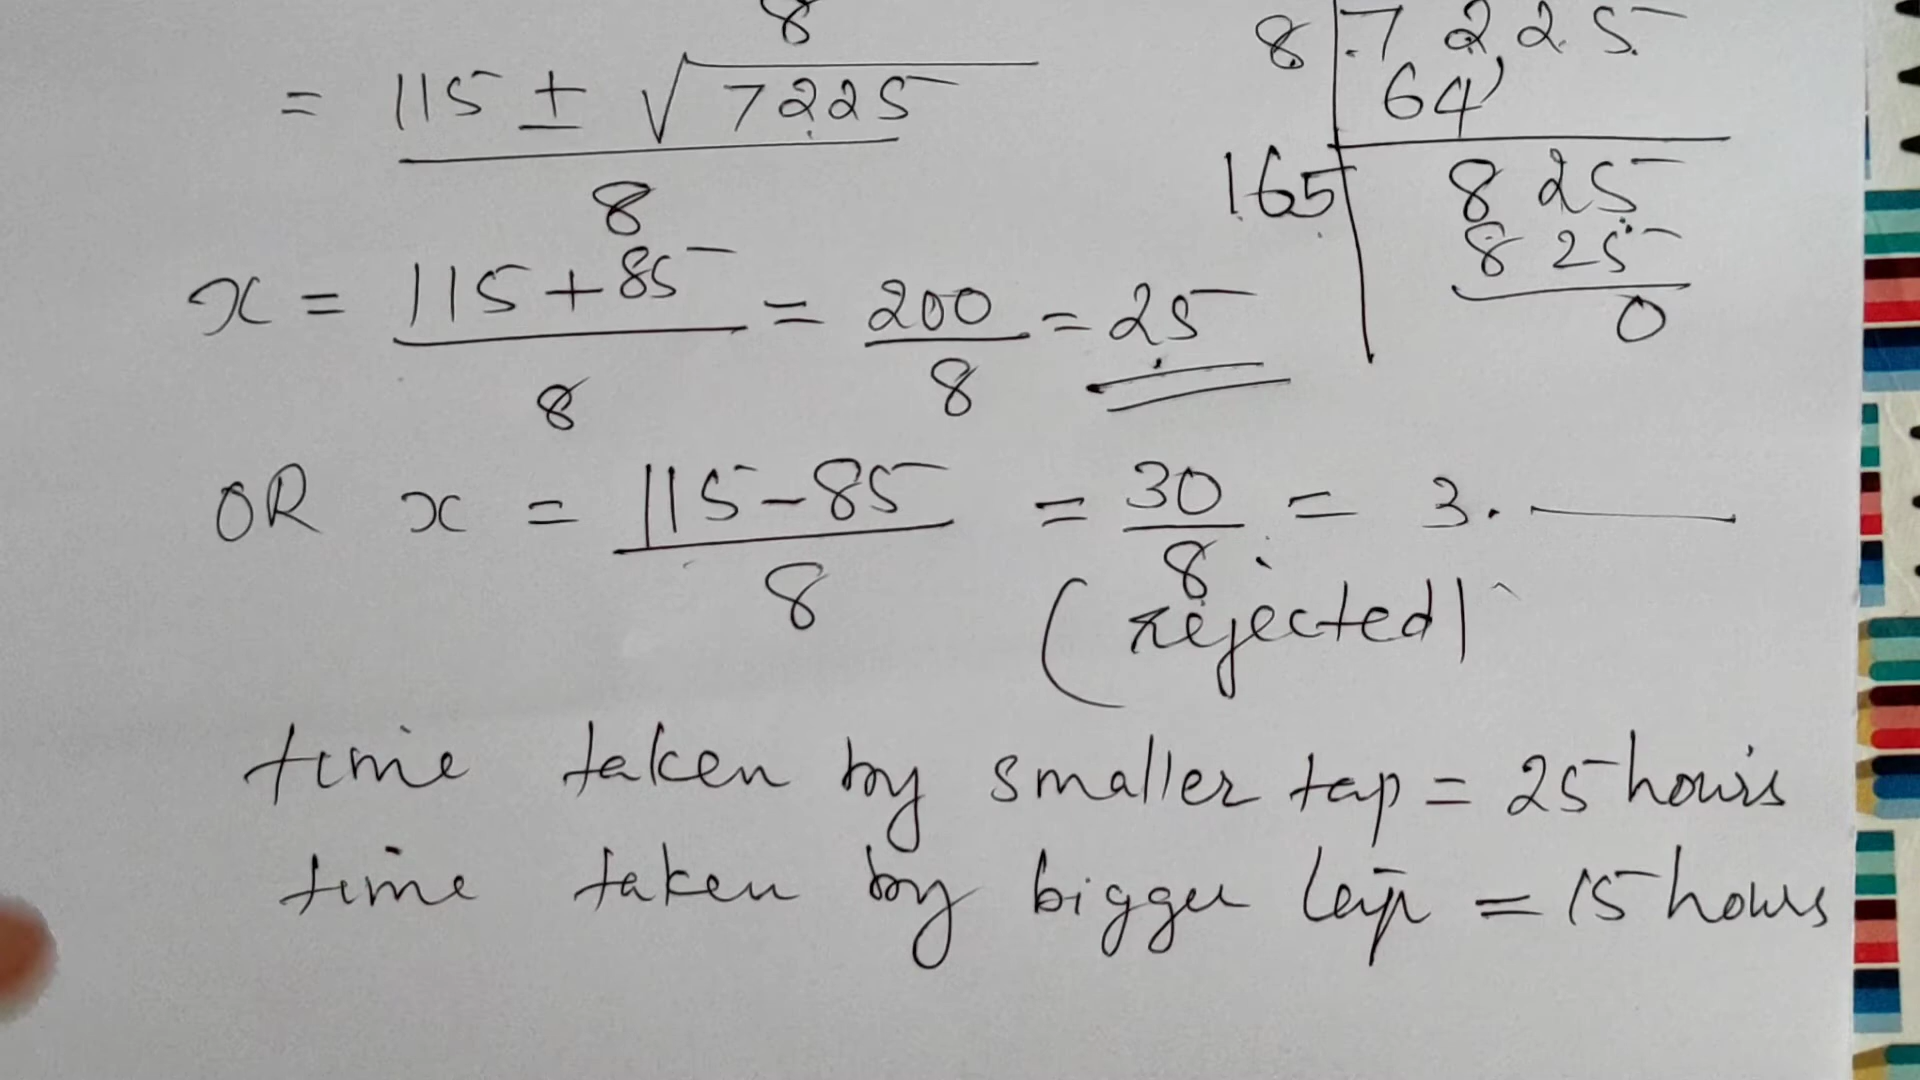 8
= 115 ± √7225
8
x = 115 + 85 / 8 = 200 / 8 = 25
OR x = 115 - 85 / 8 = 30 / 8 = 3.
(rejected)
time taken by smaller tap = 25 hours
time taken by bigger tap = 15 hours
8 7225
64
165 825
825
0